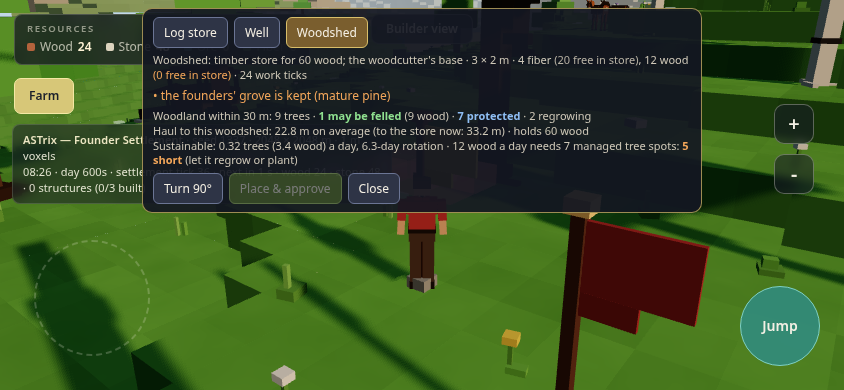 RESOURCES
Wood 24 Stone
Farm
ASTrix — Founder Settl
voxels
08:26 · day 600s · settlem
· 0 structures (0/3 built
Builder view
Log store Well Woodshed
Woodshed: timber store for 60 wood; the woodcutter's base · 3 × 2 m · 4 fiber (20 free in store), 12 wood
(0 free in store) · 24 work ticks
• the founders' grove is kept (mature pine)
Woodland within 30 m: 9 trees · 1 may be felled (9 wood) · 7 protected · 2 regrowing
Haul to this woodshed: 22.8 m on average (to the store now: 33.2 m) · holds 60 wood
Sustainable: 0.32 trees (3.4 wood) a day, 6.3-day rotation · 12 wood a day needs 7 managed tree spots: 5
short (let it regrow or plant)
Turn 90° Place & approve Close
+
-
Jump